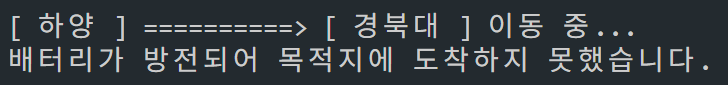 [ 하양 ] ==========> [ 경북대 ] 이동 중...
배터리가 방전되어 목적지에 도착하지 못했습니다.